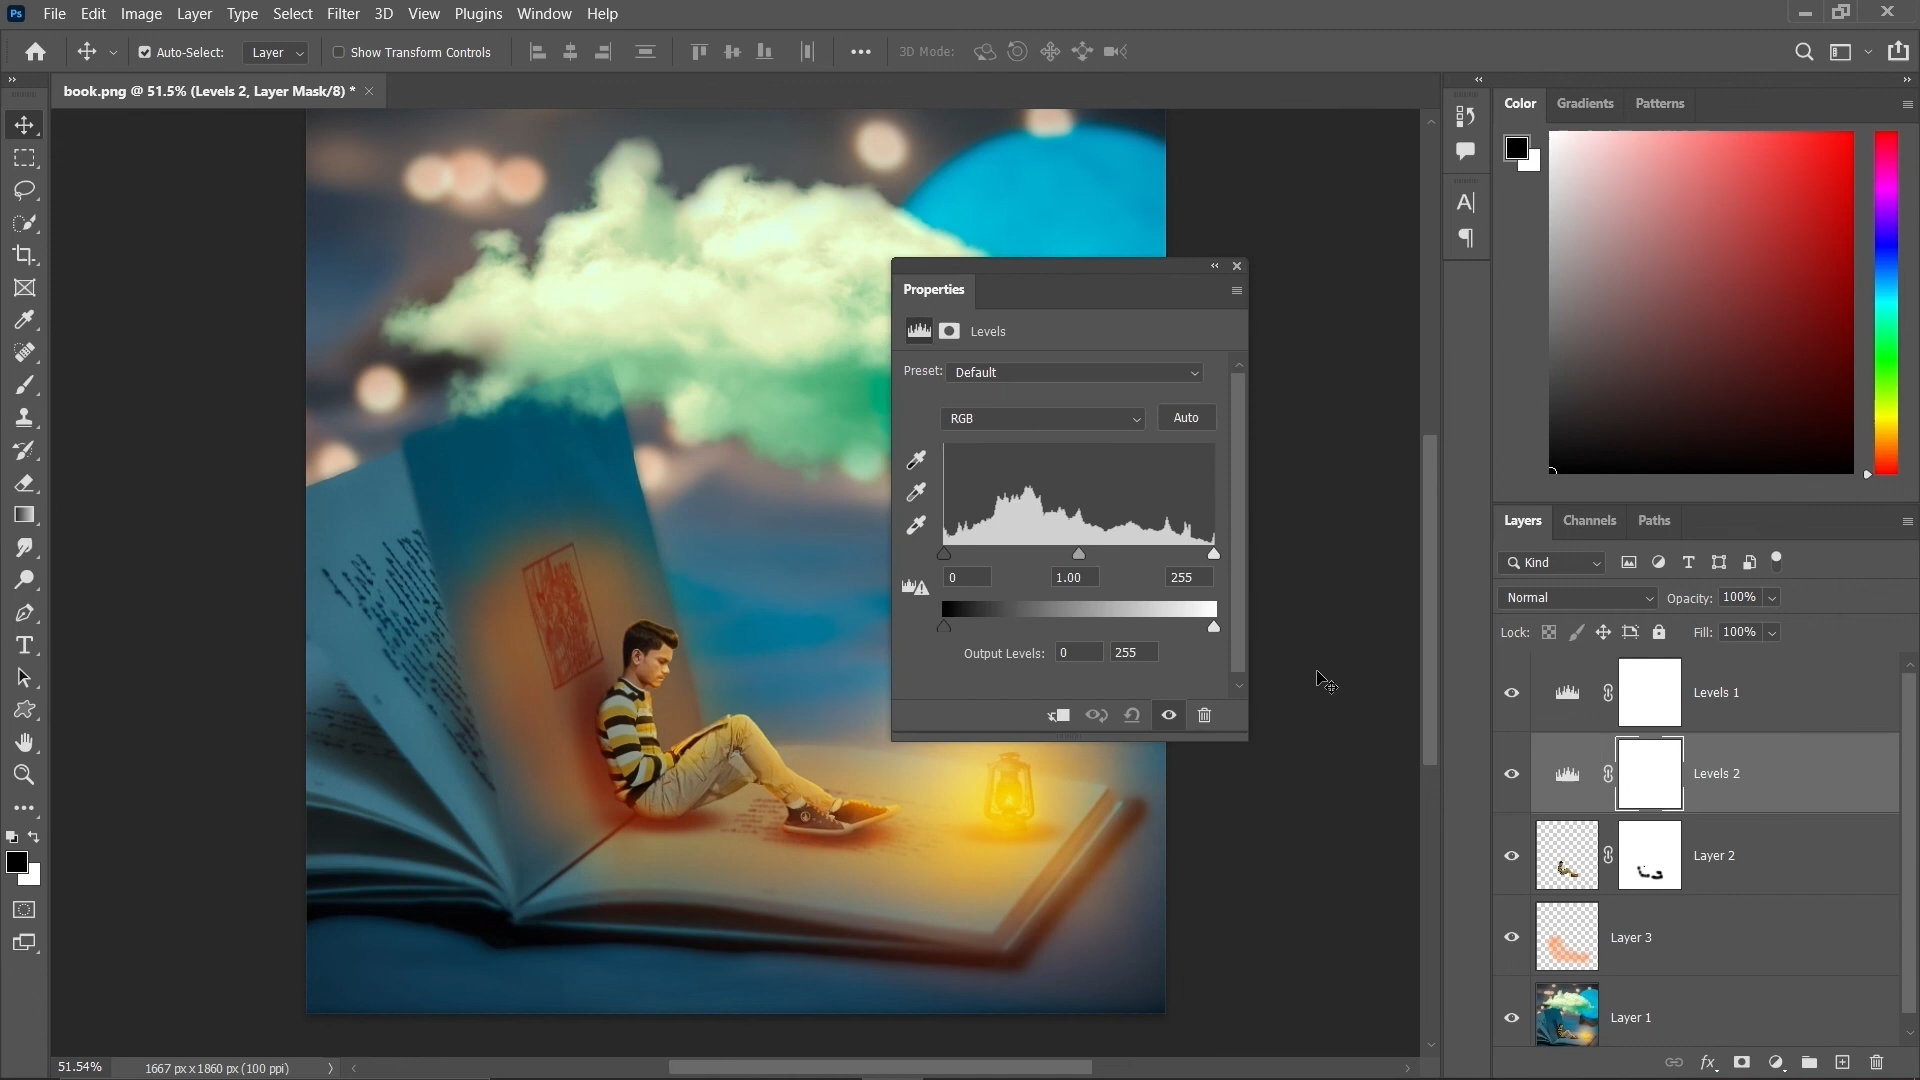 Ps File Edit Image Layer Type Select Filter 3D View Plugins Window Help
Auto-Select: Layer Show Transform Controls 3D Mode:
book.png @ 51.5% (Levels 2, Layer Mask/8) *
Color Gradients Patterns
Properties
Levels
Preset: Default
RGB Auto
0 1.00 255
Output Levels: 0 255
Layers Channels Paths
Kind
Normal Opacity: 100%
Lock: Fill: 100%
Levels 1
Levels 2
Layer 2
Layer 3
Layer 1
51.54% 1667 px x 1860 px (100 ppi)